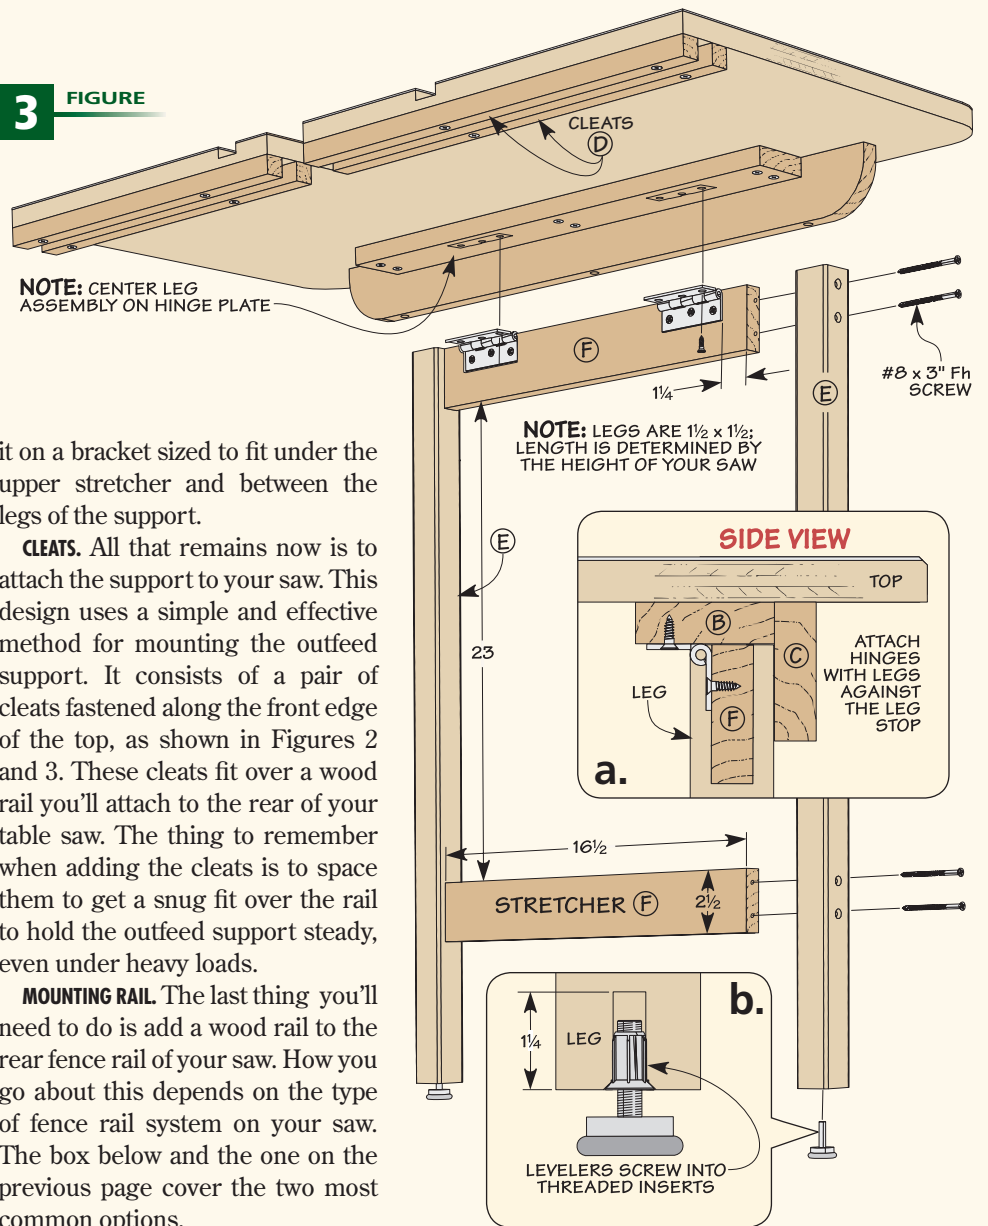 3 FIGURE
CLEATS
D
NOTE: CENTER LEG
ASSEMBLY ON HINGE PLATE
F
1¼
#8 x 3" Fh
SCREW
E
NOTE: LEGS ARE 1½ x 1½;
LENGTH IS DETERMINED BY
THE HEIGHT OF YOUR SAW
it on a bracket sized to fit under the
upper stretcher and between the
legs of the support.
CLEATS. All that remains now is to
attach the support to your saw. This
design uses a simple and effective
method for mounting the outfeed
support. It consists of a pair of
cleats fastened along the front edge
of the top, as shown in Figures 2
and 3. These cleats fit over a wood
rail you'll attach to the rear of your
table saw. The thing to remember
when adding the cleats is to space
them to get a snug fit over the rail
to hold the outfeed support steady,
even under heavy loads.
MOUNTING RAIL. The last thing you'll
need to do is add a wood rail to the
rear fence rail of your saw. How you
go about this depends on the type
of fence rail system on your saw.
The box below and the one on the
previous page cover the two most
common options.
E
23
SIDE VIEW
TOP
B
C
LEG
F
ATTACH
HINGES
WITH LEGS
AGAINST
THE LEG
STOP
a.
16½
STRETCHER F
2½
b.
1¼
LEG
LEVELERS SCREW INTO
THREADED INSERTS